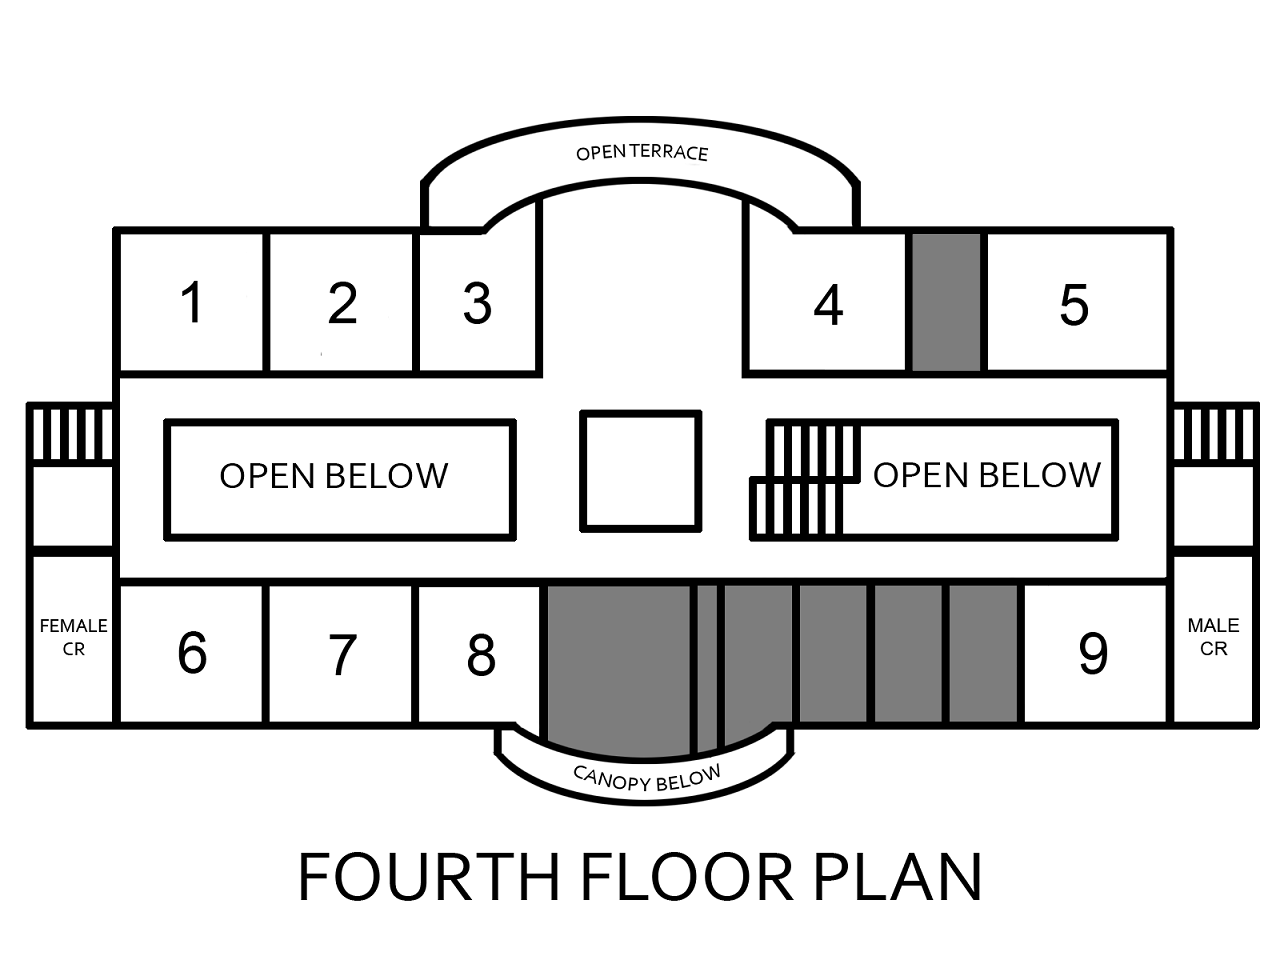 OPEN TERRACE
1
2
3
4
5
OPEN BELOW
OPEN BELOW
FEMALE
CR
6
7
8
9
MALE
CR
CANOPY BELOW
FOURTH FLOOR PLAN